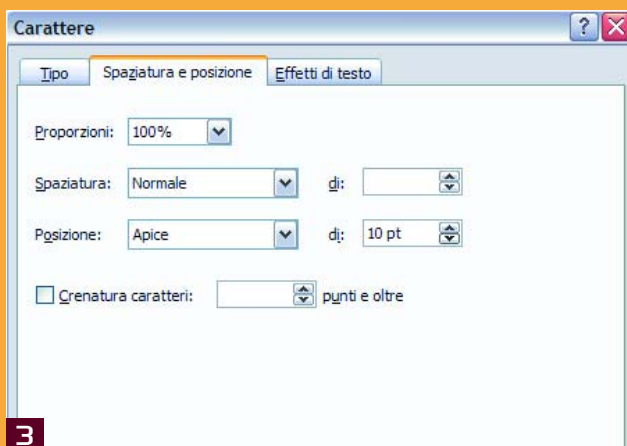 Carattere
Tipo Spaziatura e posizione Effetti di testo
Proporzioni: 100%
Spaziatura: Normale di:
Posizione: Apice di: 10 pt
Crenatura caratteri: punti e oltre
3